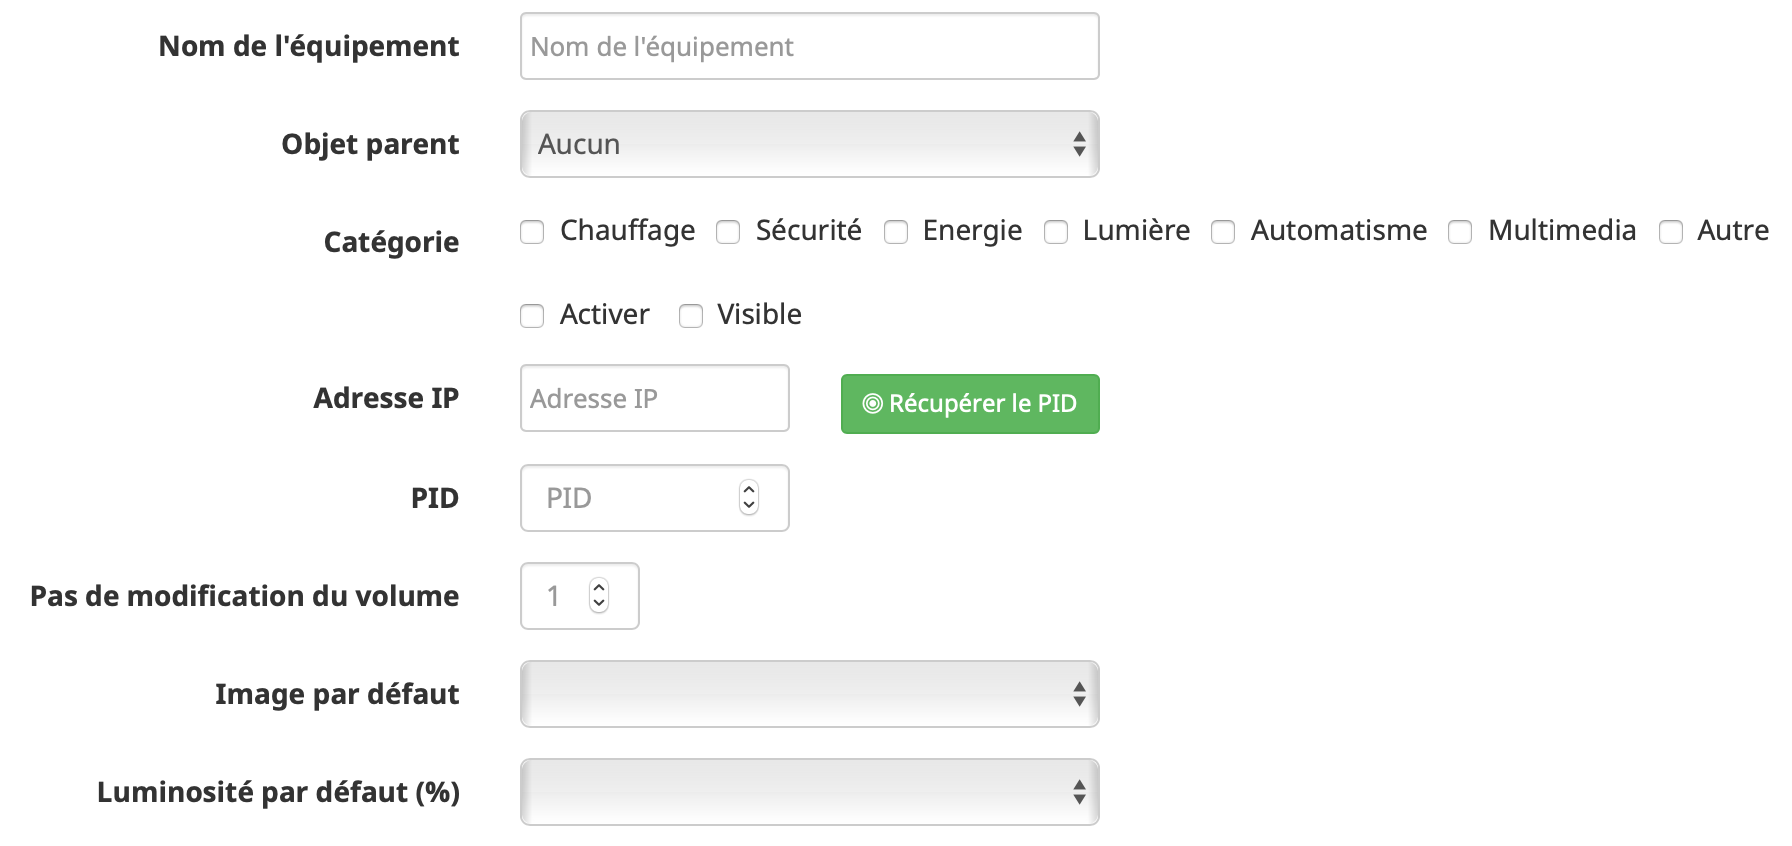 Nom de l'équipement Nom de l'équipement
Objet parent Aucun
Catégorie Chauffage Sécurité Energie Lumière Automatisme Multimedia Autre
Activer Visible
Adresse IP Adresse IP Récupérer le PID
PID PID
Pas de modification du volume 1
Image par défaut
Luminosité par défaut (%)